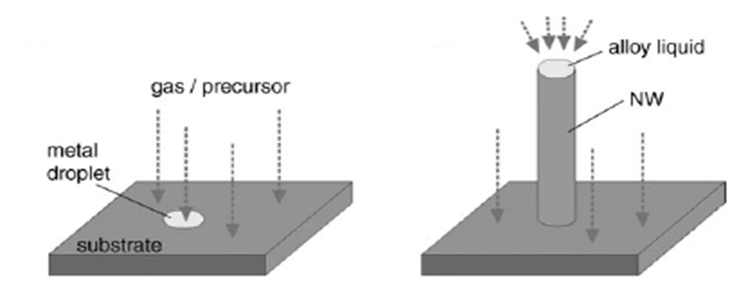 gas / precursor
metal
droplet
substrate
alloy liquid
NW